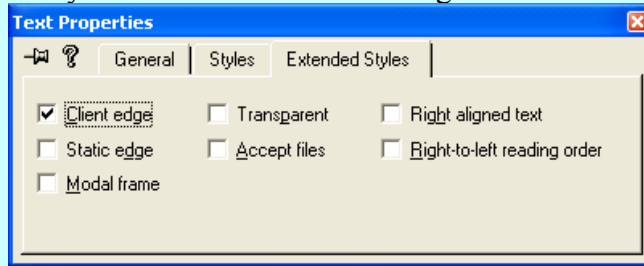 Text Properties
? General Styles Extended Styles
Client edge Transparent Right aligned text
Static edge Accept files Right-to-left reading order
Modal frame